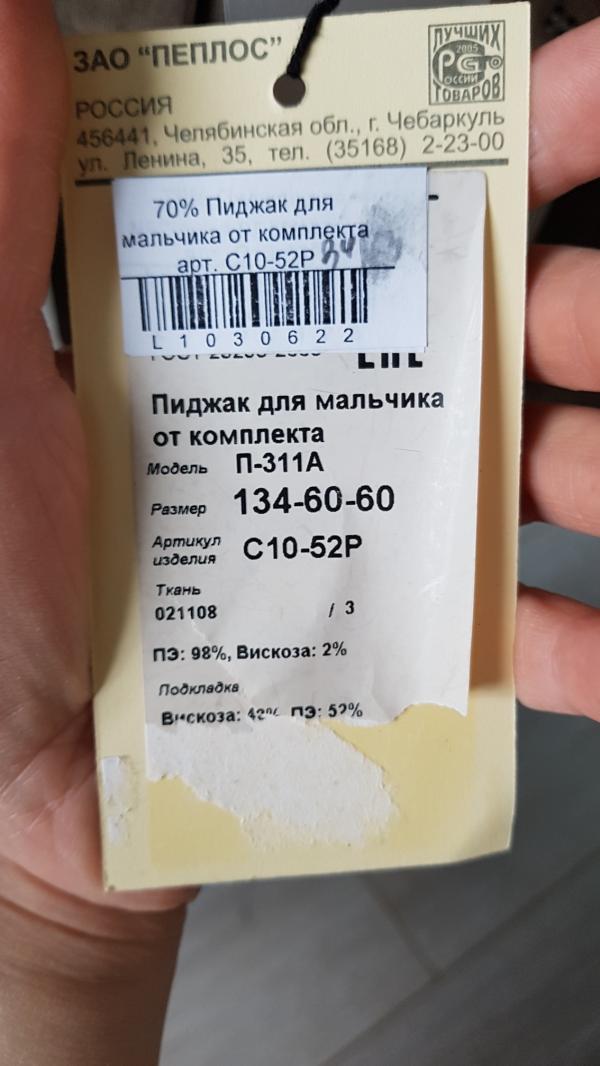 ЗАО “ПЕПЛОС”
ЛУЧШИХ
2005
РОССИИ
ТОВАРОВ
РОССИЯ
456441, Челябинская обл., г. Чебаркуль
ул. Ленина, 35, тел. (35168) 2-23-00
70% Пиджак для
мальчика от комплекта
арт. С10-52Р
L1030622
Пиджак для мальчика
от комплекта
Модель П-311А
Размер 134-60-60
Артикул
изделия С10-52Р
Ткань
021108 / 3
ПЭ: 98%, Вискоза: 2%
Подкладка
Вискоза: ПЭ: